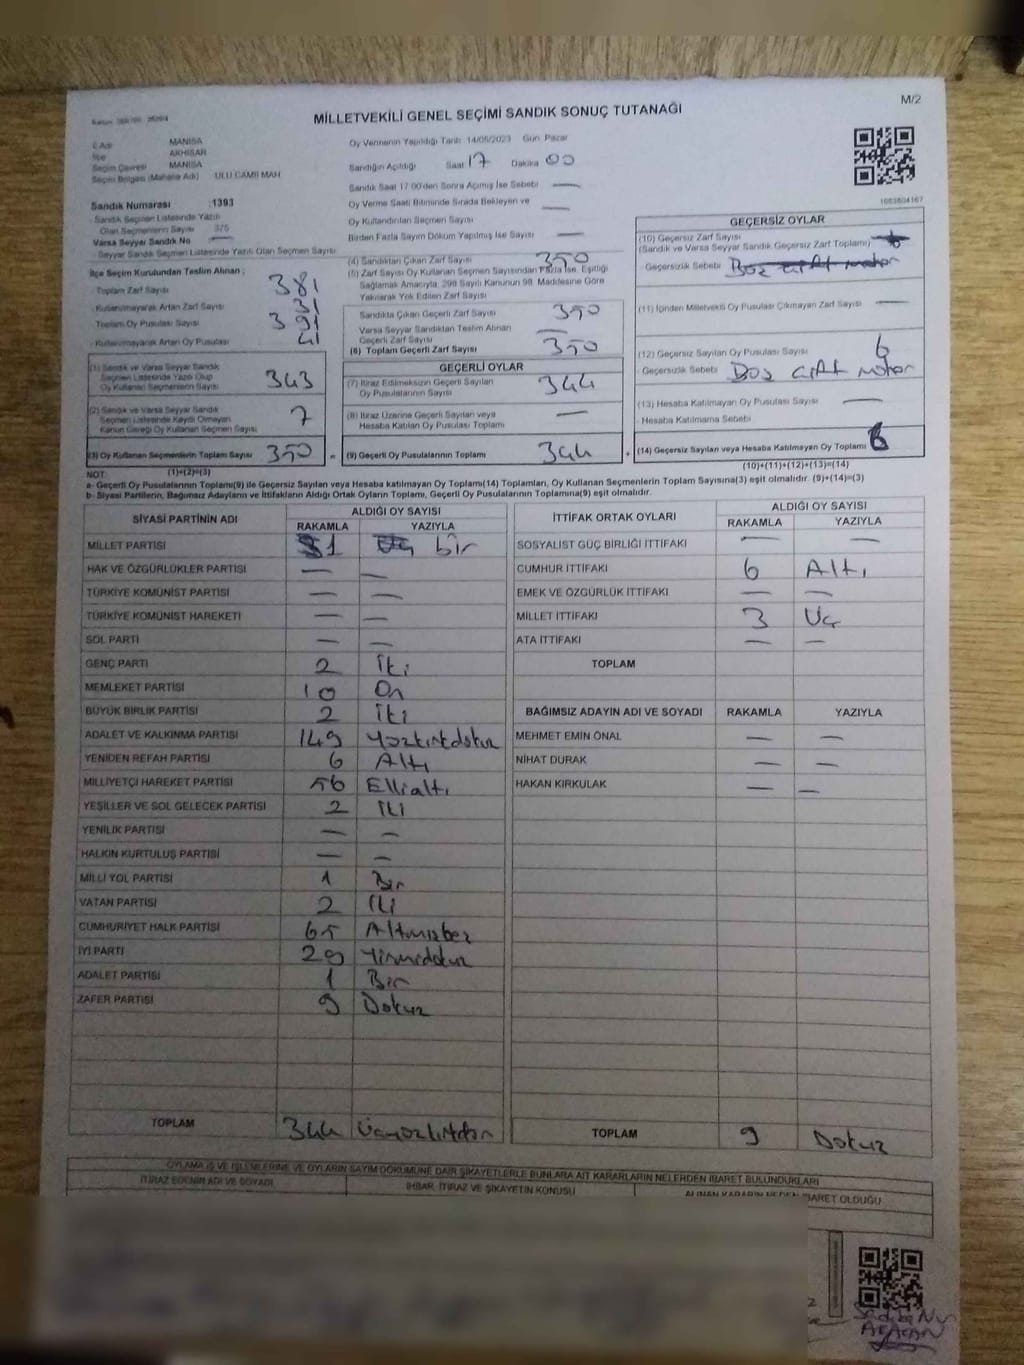 M/2
MİLLETVEKİLİ GENEL SEÇİMİ SANDIK SONUÇ TUTANAĞI
İl Adı MANİSA
İlçe AKHİSAR
Seçim Çevresi MANİSA
Seçim Bölgesi (Mahalle Adı) ULU CAMİİ MAH
Sandık Numarası 1393
- Sandık Seçmen Listesinde Yazılı
Olan Seçmenlerin Sayısı 375
Varsa Seyyar Sandık No —
- Seyyar Sandık Seçmen Listesinde Yazılı Olan Seçmen Sayısı
İlçe Seçim Kurulundan Teslim Alınan ;
- Toplam Zarf Sayısı 381
- Kullanılmayarak Artan Zarf Sayısı 31
- Toplam Oy Pusulası Sayısı 391
- Kullanılmayarak Artan Oy Pusulası 41
(1) Sandık ve Varsa Seyyar Sandık
Seçmen Listesinde Yazılı Olup
Oy Kullanan Seçmenlerin Sayısı 343
(2) Sandık ve Varsa Seyyar Sandık
Seçmen Listesinde Kayıtlı Olmayan
Kanun Gereği Oy Kullanan Seçmen Sayısı 7
(3) Oy Kullanan Seçmenlerin Toplam Sayısı 350
Oy Vermenin Yapıldığı Tarih 14/05/2023 Gün Pazar
Sandığın Açıldığı Saat 17 Dakika 00
Sandık Saat 17.00'den Sonra Açılmış İse Sebebi —
Oy Verme Saati Bitiminde Sırada Bekleyen ve —
Oy Kullandırılan Seçmen Sayısı
Birden Fazla Sayım Döküm Yapılmış İse Sayısı —
(4) Sandıktan Çıkan Zarf Sayısı 350
(5) Zarf Sayısı Oy Kullanan Seçmen Sayısından Fazla İse, Eşitliği
Sağlamak Amacıyla, 298 Sayılı Kanunun 98. Maddesine Göre
Yakılarak Yok Edilen Zarf Sayısı
Sandıkta Çıkan Geçerli Zarf Sayısı 350
Varsa Seyyar Sandıktan Teslim Alınan
Geçerli Zarf Sayısı —
(6) Toplam Geçerli Zarf Sayısı 350
GEÇERLİ OYLAR
(7) İtiraz Edilmeksizin Geçerli Sayılan
Oy Pusulalarının Sayısı 344
(8) İtiraz Üzerine Geçerli Sayılan veya
Hesaba Katılan Oy Pusulası Toplamı —
= (9) Geçerli Oy Pusulalarının Toplamı 344
1083804167
GEÇERSİZ OYLAR
(10) Geçersiz Zarf Sayısı
(Sandık ve Varsa Seyyar Sandık Geçersiz Zarf Toplamı)
Geçersizlik Sebebi
(11) İçinden Milletvekili Oy Pusulası Çıkmayan Zarf Sayısı —
(12) Geçersiz Sayılan Oy Pusulası Sayısı 6
Geçersizlik Sebebi Boş
(13) Hesaba Katılmayan Oy Pusulası Sayısı —
Hesaba Katılmama Sebebi
+ (14) Geçersiz Sayılan veya Hesaba Katılmayan Oy Toplamı 6
(10)+(11)+(12)+(13)=(14)
NOT: (1)+(2)=(3)
a- Geçerli Oy Pusulalarının Toplamı(9) ile Geçersiz Sayılan veya Hesaba Katılmayan Oy Toplamı(14) Toplamları, Oy Kullanan Seçmenlerin Toplam Sayısına(3) eşit olmalıdır. (9)+(14)=(3)
b- Siyasi Partilerin, Bağımsız Adayların ve İttifakların Aldığı Ortak Oyların Toplamı, Geçerli Oy Pusulalarının Toplamına(9) eşit olmalıdır.
SİYASİ PARTİNİN ADI ALDIĞI OY SAYISI
RAKAMLA YAZIYLA
MİLLET PARTİSİ 1 bir
HAK VE ÖZGÜRLÜKLER PARTİSİ — —
TÜRKİYE KOMÜNİST PARTİSİ — —
TÜRKİYE KOMÜNİST HAREKETİ — —
SOL PARTİ — —
GENÇ PARTİ 2 İki
MEMLEKET PARTİSİ 10 On
BÜYÜK BİRLİK PARTİSİ 2 İki
ADALET VE KALKINMA PARTİSİ 149 Yüzkırkdokuz
YENİDEN REFAH PARTİSİ 6 Altı
MİLLİYETÇİ HAREKET PARTİSİ 56 Ellialtı
YEŞİLLER VE SOL GELECEK PARTİSİ 2 İki
YENİLİK PARTİSİ — —
HALKIN KURTULUŞ PARTİSİ — —
MİLLİ YOL PARTİSİ 1 Bir
VATAN PARTİSİ 2 İki
CUMHURİYET HALK PARTİSİ 65 Altmışbeş
İYİ PARTİ 29 Yirmidokuz
ADALET PARTİSİ 1 Bir
ZAFER PARTİSİ 9 Dokuz
TOPLAM 344 Üçyüzkırkdört
İTTİFAK ORTAK OYLARI ALDIĞI OY SAYISI
RAKAMLA YAZIYLA
SOSYALİST GÜÇ BİRLİĞİ İTTİFAKI — —
CUMHUR İTTİFAKI 6 Altı
EMEK VE ÖZGÜRLÜK İTTİFAKI — —
MİLLET İTTİFAKI 3 Üç
ATA İTTİFAKI — —
TOPLAM
BAĞIMSIZ ADAYIN ADI VE SOYADI RAKAMLA YAZIYLA
MEHMET EMİN ÖNAL — —
NİHAT DURAK — —
HAKAN KIRKULAK — —
TOPLAM 9 Dokuz
OYLAMA İŞ VE İŞLEMLERİNE VE OYLARIN SAYIM DÖKÜMÜNE DAİR ŞİKAYETLERLE BUNLARA AİT KARARLARIN NELERDEN İBARET BULUNDUKLARI
İTİRAZ EDENİN ADI VE SOYADI İHBAR, İTİRAZ VE ŞİKAYETİN KONUSU ALINAN KARARIN NEDEN İBARET OLDUĞU